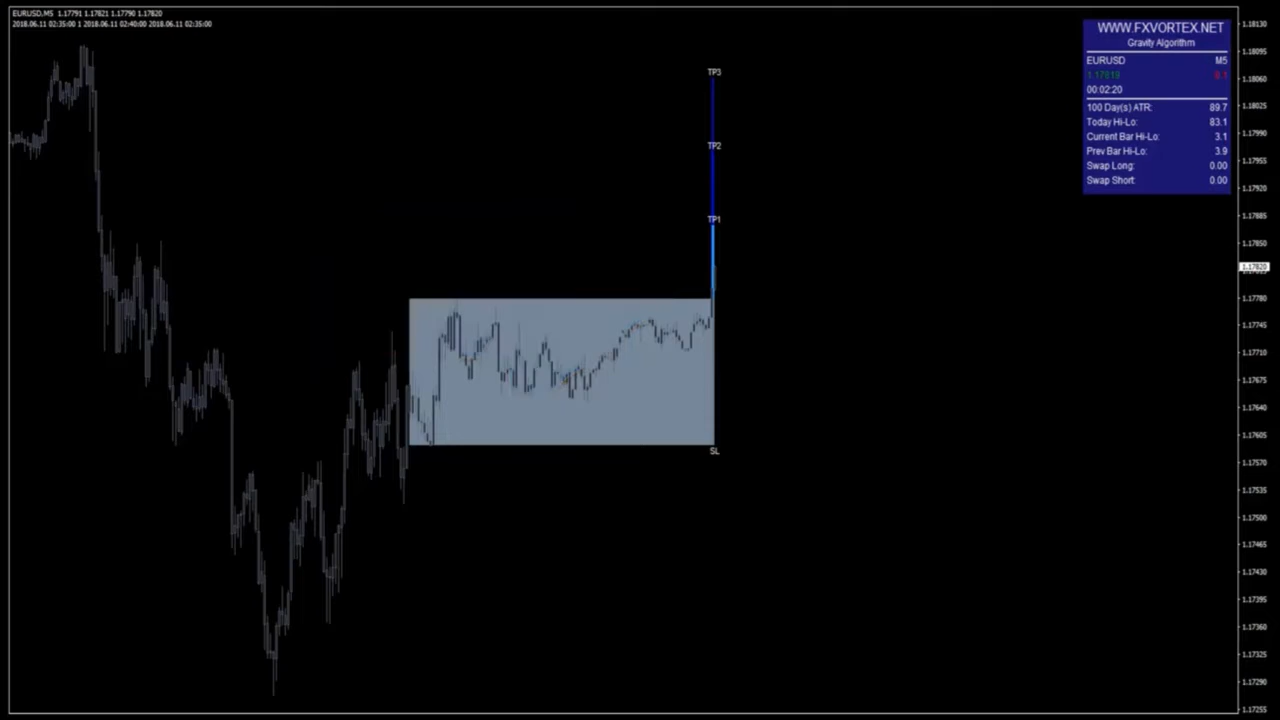 EURUSD,M5 1.17791 1.17821 1.17790 1.17820
2018.06.11 02:35:00 1 2018.06.11 02:40:00 2018.06.11 02:35:00
WWW.FXVORTEX.NET
Gravity Algorithm
EURUSD M5
1.17819 0.1
00:02:20
100 Day(s) ATR: 89.7
Today Hi-Lo: 83.1
Current Bar Hi-Lo: 3.1
Prev Bar Hi-Lo: 3.9
Swap Long: 0.00
Swap Short: 0.00
TP3
TP2
TP1
SL
1.18130
1.18095
1.18060
1.18025
1.17990
1.17955
1.17920
1.17885
1.17850
1.17820
1.17780
1.17745
1.17710
1.17675
1.17640
1.17605
1.17570
1.17535
1.17500
1.17465
1.17430
1.17395
1.17360
1.17325
1.17290
1.17255